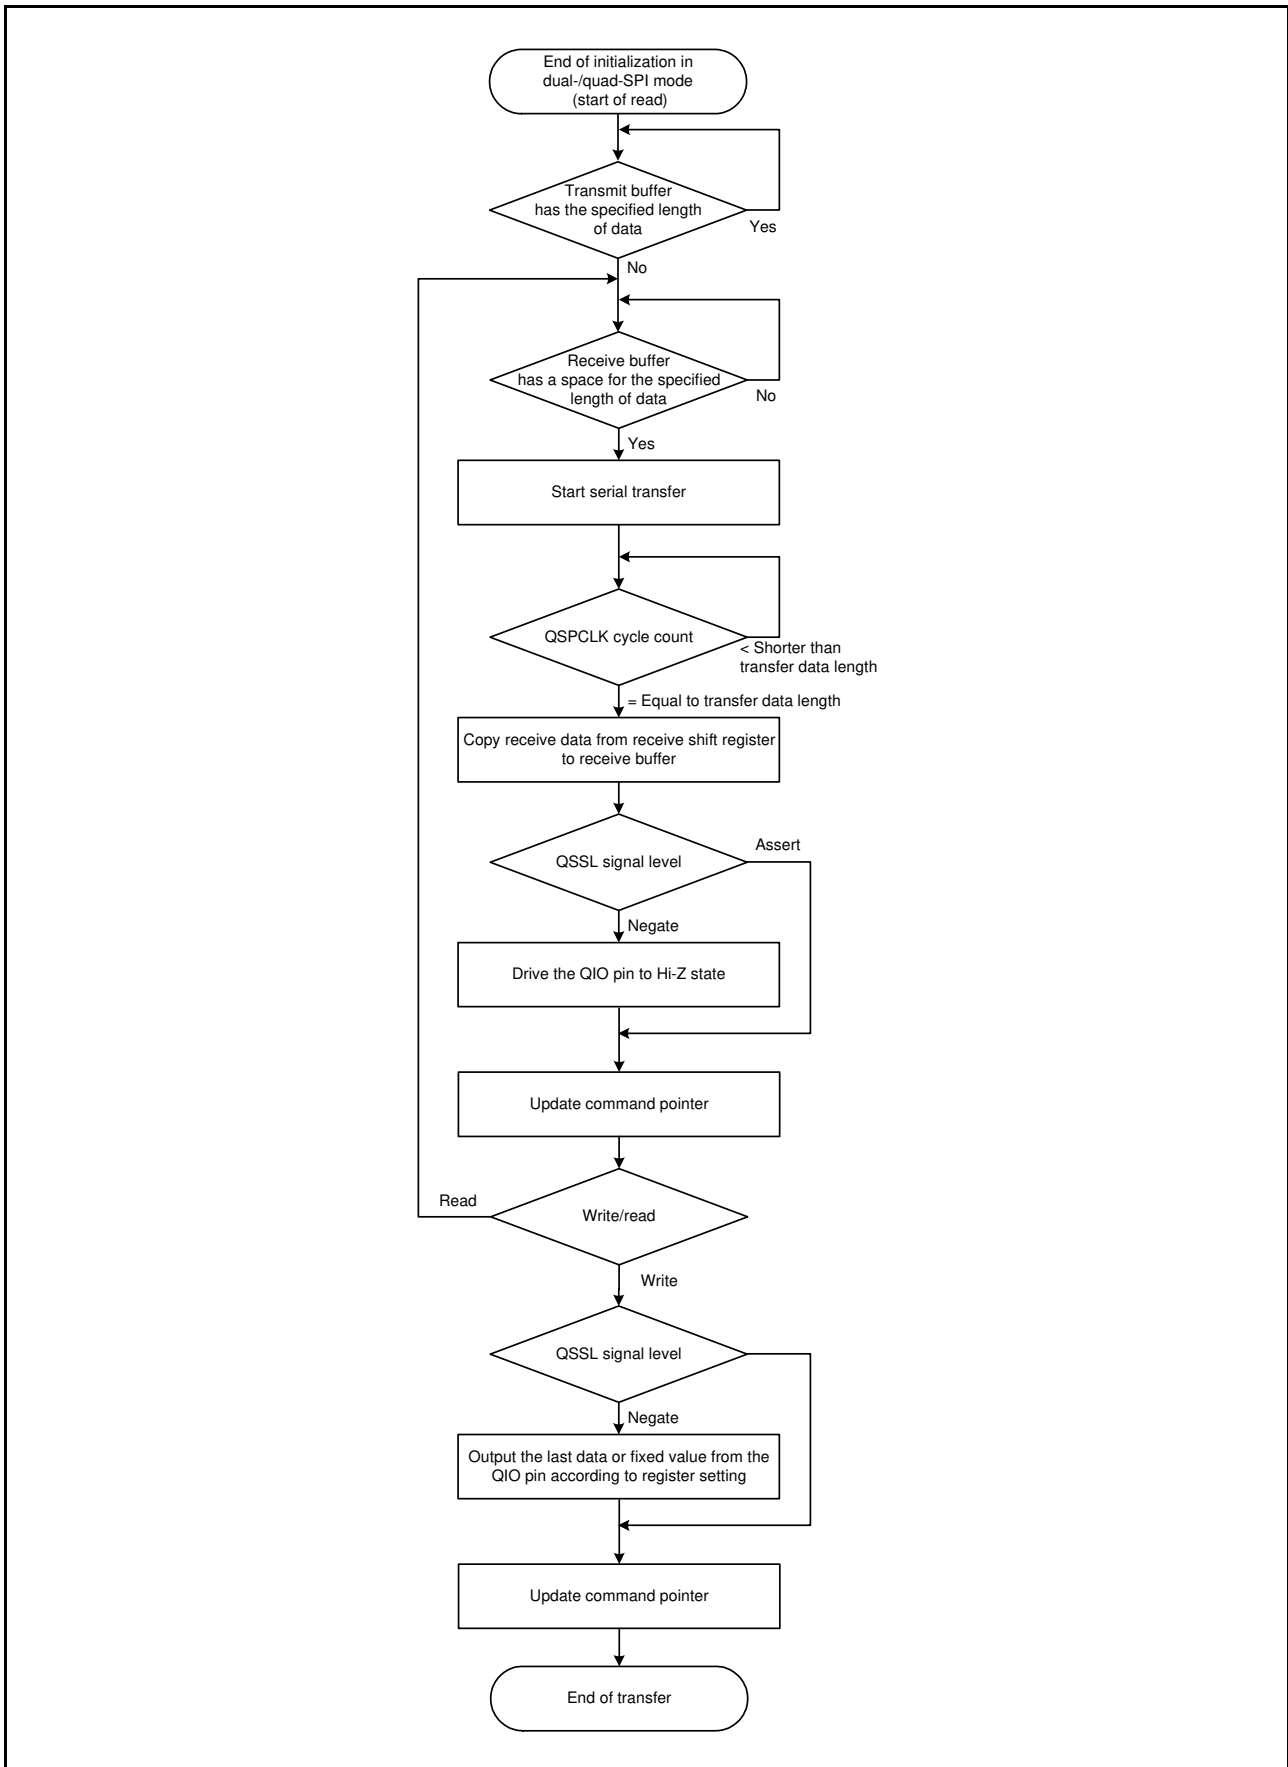 End of initialization in
dual-/quad-SPI mode
(start of read)
Transmit buffer
has the specified length
of data
Yes
No
Receive buffer
has a space for the specified
length of data
No
Yes
Start serial transfer
QSPCLK cycle count
< Shorter than
transfer data length
= Equal to transfer data length
Copy receive data from receive shift register
to receive buffer
QSSL signal level
Assert
Negate
Drive the QIO pin to Hi-Z state
Update command pointer
Read
Write/read
Write
QSSL signal level
Negate
Output the last data or fixed value from the
QIO pin according to register setting
Update command pointer
End of transfer